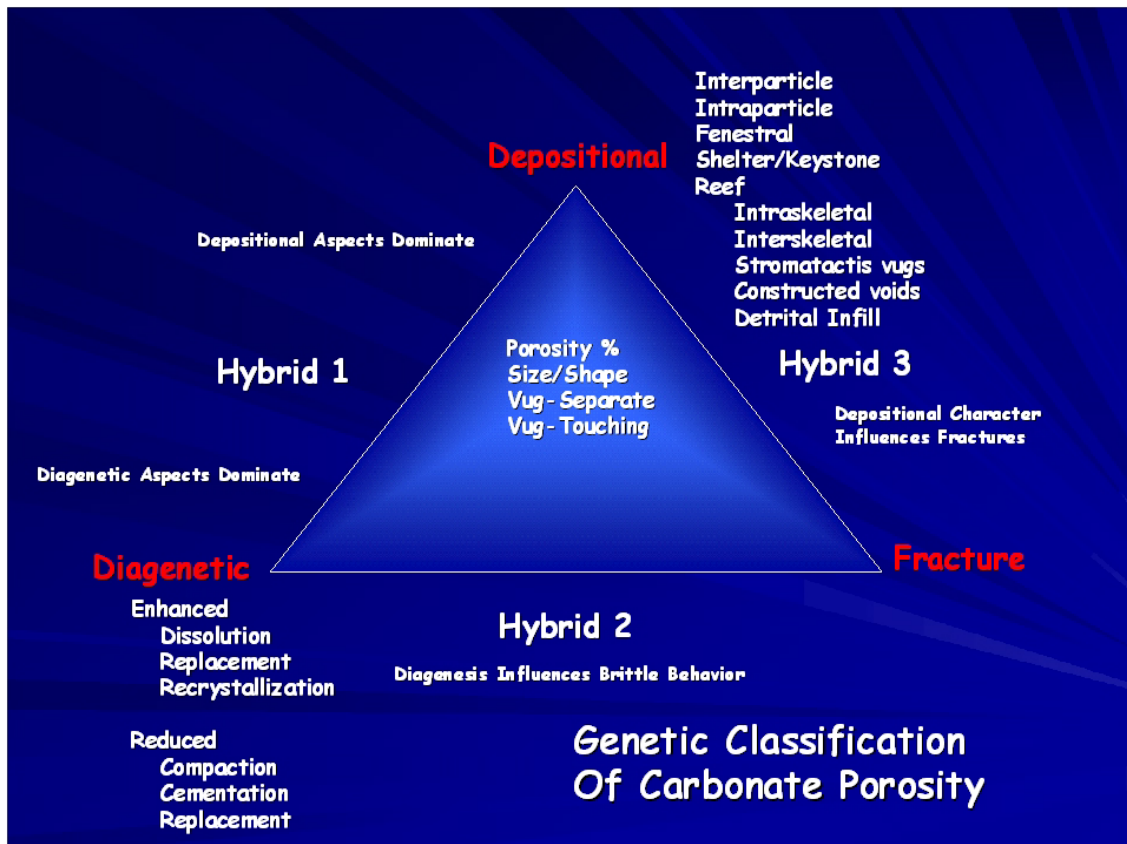 Interparticle
Intraparticle
Fenestral
Shelter/Keystone
Reef
Intraskeletal
Interskeletal
Stromatactis vugs
Constructed voids
Detrital Infill
Depositional
Depositional Aspects Dominate
Hybrid 1
Diagenetic Aspects Dominate
Porosity %
Size/Shape
Vug-Separate
Vug-Touching
Hybrid 3
Depositional Character
Influences Fractures
Diagenetic
Enhanced
Dissolution
Replacement
Recrystallization
Reduced
Compaction
Cementation
Replacement
Fracture
Hybrid 2
Diagenesis Influences Brittle Behavior
Genetic Classification
Of Carbonate Porosity